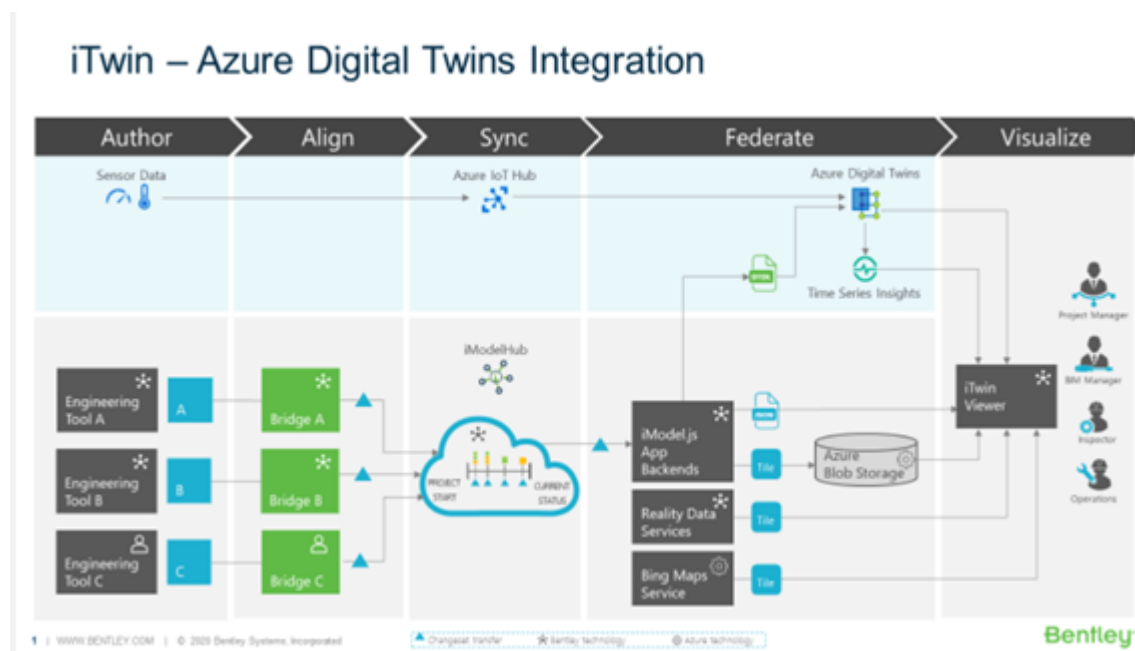 iTwin – Azure Digital Twins Integration
Author
Align
Sync
Federate
Visualize
Sensor Data
Azure IoT Hub
Azure Digital Twins
DTDL
Time Series Insights
Project Manager
BIM Manager
Inspector
Operations
iModelHub
Engineering
Tool A
A
Bridge A
Engineering
Tool B
B
Bridge B
Engineering
Tool C
C
Bridge C
PROJECT
START
CURRENT
STATUS
iModel.js
App
Backends
JSON
Tile
Azure
Blob Storage
Reality Data
Services
Tile
Bing Maps
Service
Tile
iTwin
Viewer
1 | WWW.BENTLEY.COM | © 2020 Bentley Systems, Incorporated
Changeset transfer
Bentley technology
Azure technology
Bentley